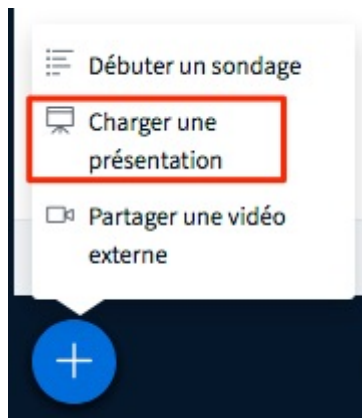 Débuter un sondage
Charger une
présentation
Partager une vidéo
externe